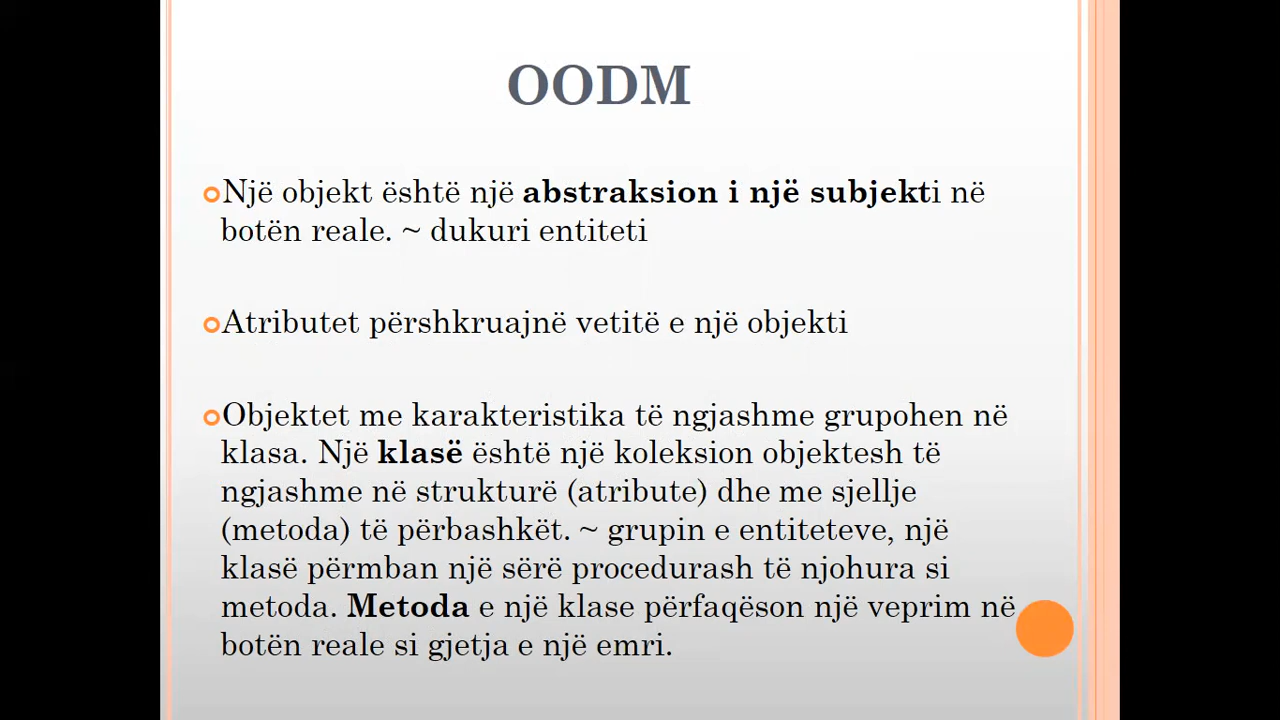 OODM
Një objekt është një abstraksion i një subjekti në
botën reale. ~ dukuri entiteti
Atributet përshkruajnë vetitë e një objekti
Objektet me karakteristika të ngjashme grupohen në
klasa. Një klasë është një koleksion objektesh të
ngjashme në strukturë (atribute) dhe me sjellje
(metoda) të përbashkët. ~ grupin e entiteteve, një
klasë përmban një sërë procedurash të njohura si
metoda. Metoda e një klase përfaqëson një veprim në
botën reale si gjetja e një emri.